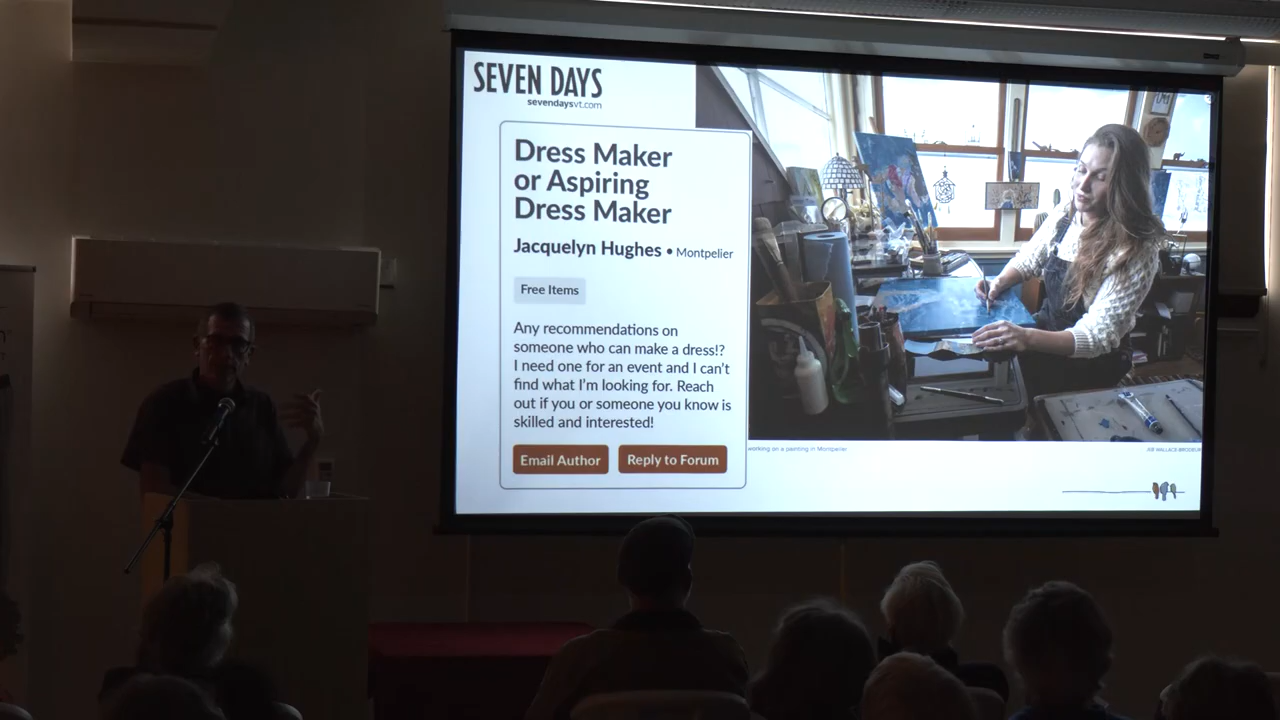 SEVEN DAYS
sevendaysvt.com
Dress Maker
or Aspiring
Dress Maker
Jacquelyn Hughes • Montpelier
Free Items
Any recommendations on
someone who can make a dress!?
I need one for an event and I can't
find what I'm looking for. Reach
out if you or someone you know is
skilled and interested!
Email Author
Reply to Forum
working on a painting in Montpelier